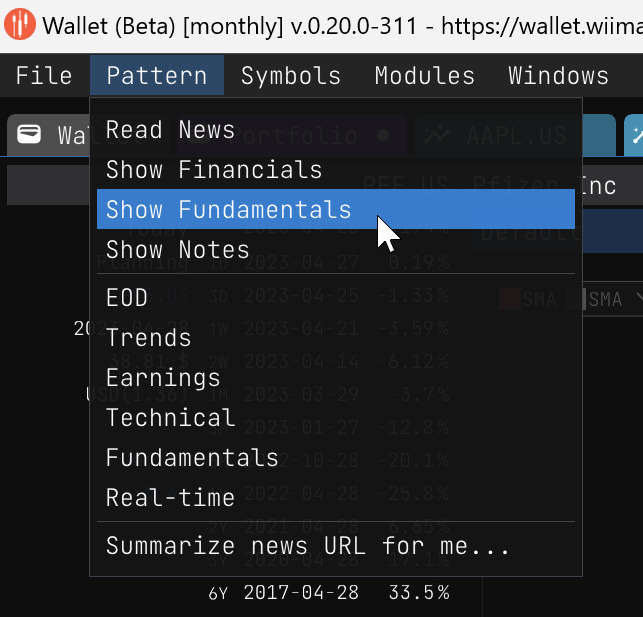 Wallet (Beta) [monthly] v.0.20.0-311 - https://wallet.wiima
File Pattern Symbols Modules Windows
Wa Portfolio AAPL.US
Read News
Show Financials
PFE.US Pfizer Inc
Show Fundamentals
Default
Show Notes
Today
Planning 1D 2023-04-27 0.19%
EOD
3D 2023-04-25 -1.33%
SMA SMA
Trends
1W 2023-04-21 -3.59%
38.81 $ 2W 2023-04-14 -6.12%
Earnings
USD(1.36) 1M 2023-03-29 -3.7%
Technical
2023-01-27 -12.8%
Fundamentals
2022-10-28 -20.1%
Real-time
2022-04-28 -25.8%
2Y 2021-04-28 6.65%
Summarize news URL for me...
3Y 2020-04-28 17.1%
6Y 2017-04-28 33.5%